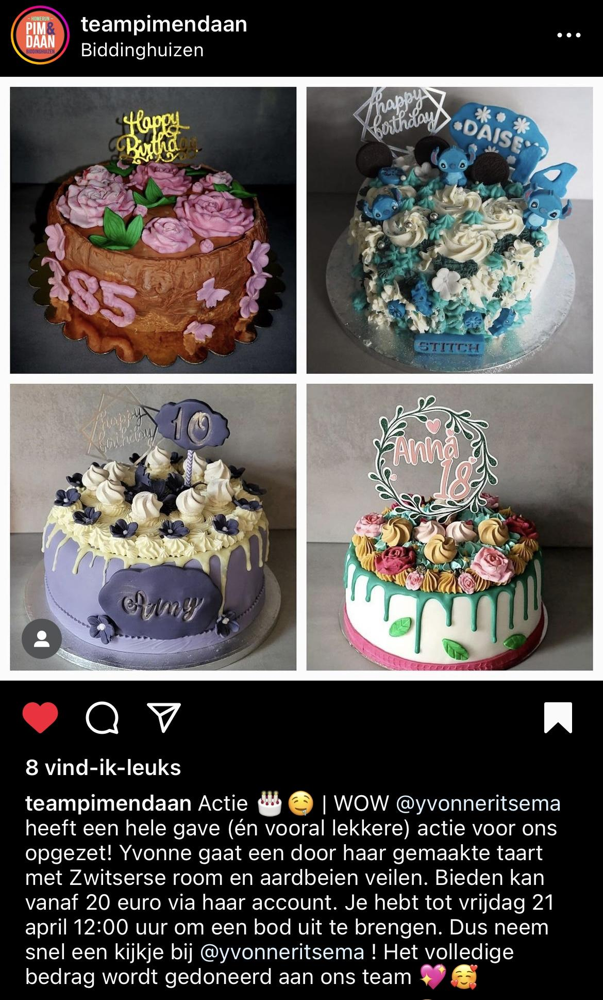 - HOMERUN -
PIM&
DAAN
BIDDINGHUIZEN
teampimendaan
Biddinghuizen
Happy
Birthday
85
happy
birthday
DAISEY
14
STITCH
happy
birthday
10
Amy
Anna
18
8 vind-ik-leuks
teampimendaan Actie 🎂🤤 | WOW @yvonneritsema
heeft een hele gave (én vooral lekkere) actie voor ons
opgezet! Yvonne gaat een door haar gemaakte taart
met Zwitserse room en aardbeien veilen. Bieden kan
vanaf 20 euro via haar account. Je hebt tot vrijdag 21
april 12:00 uur om een bod uit te brengen. Dus neem
snel een kijkje bij @yvonneritsema ! Het volledige
bedrag wordt gedoneerd aan ons team 💖🥰